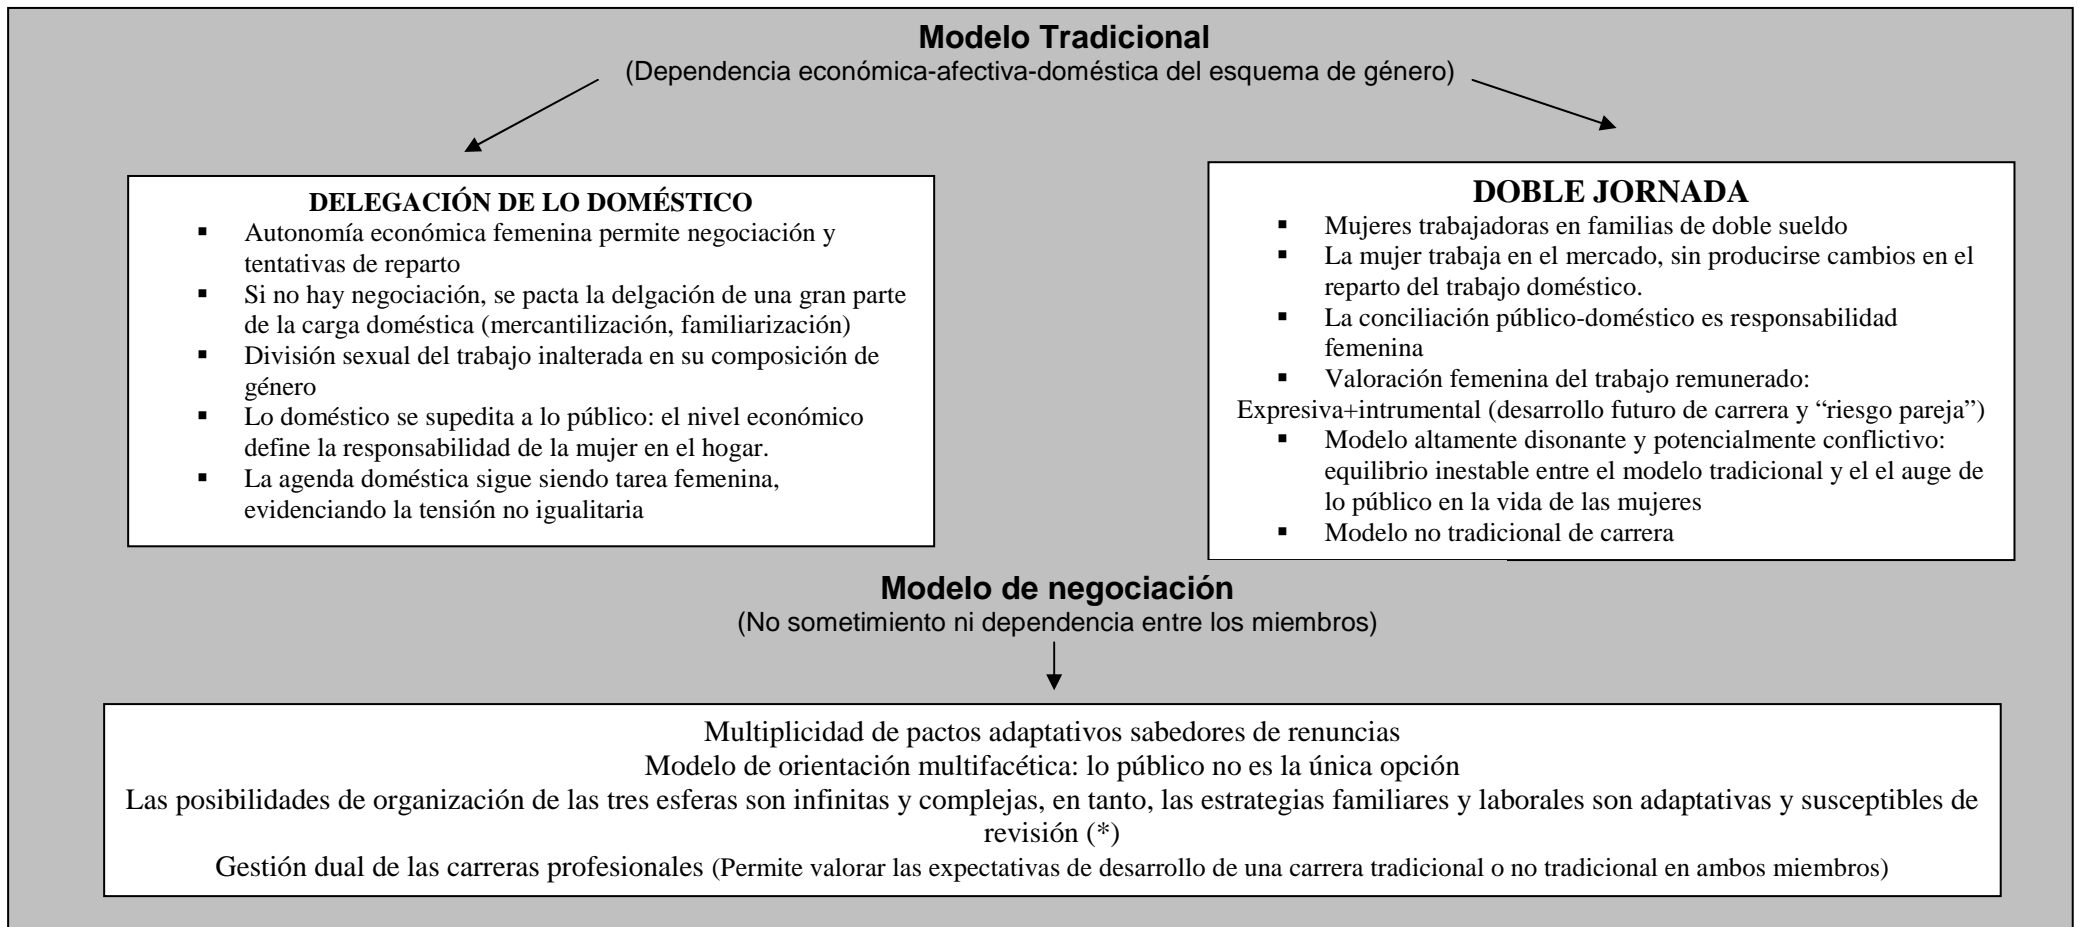 Modelo Tradicional
(Dependencia económica-afectiva-doméstica del esquema de género)
DELEGACIÓN DE LO DOMÉSTICO
▪ Autonomía económica femenina permite negociación y
tentativas de reparto
▪ Si no hay negociación, se pacta la delgación de una gran parte
de la carga doméstica (mercantilización, familiarización)
▪ División sexual del trabajo inalterada en su composición de
género
▪ Lo doméstico se supedita a lo público: el nivel económico
define la responsabilidad de la mujer en el hogar.
▪ La agenda doméstica sigue siendo tarea femenina,
evidenciando la tensión no igualitaria
DOBLE JORNADA
▪ Mujeres trabajadoras en familias de doble sueldo
▪ La mujer trabaja en el mercado, sin producirse cambios en el
reparto del trabajo doméstico.
▪ La conciliación público-doméstico es responsabilidad
femenina
▪ Valoración femenina del trabajo remunerado:
Expresiva+intrumental (desarrollo futuro de carrera y “riesgo pareja”)
▪ Modelo altamente disonante y potencialmente conflictivo:
equilibrio inestable entre el modelo tradicional y el el auge de
lo público en la vida de las mujeres
▪ Modelo no tradicional de carrera
Modelo de negociación
(No sometimiento ni dependencia entre los miembros)
Multiplicidad de pactos adaptativos sabedores de renuncias
Modelo de orientación multifacética: lo público no es la única opción
Las posibilidades de organización de las tres esferas son infinitas y complejas, en tanto, las estrategias familiares y laborales son adaptativas y susceptibles de
revisión (*)
Gestión dual de las carreras profesionales (Permite valorar las expectativas de desarrollo de una carrera tradicional o no tradicional en ambos miembros)